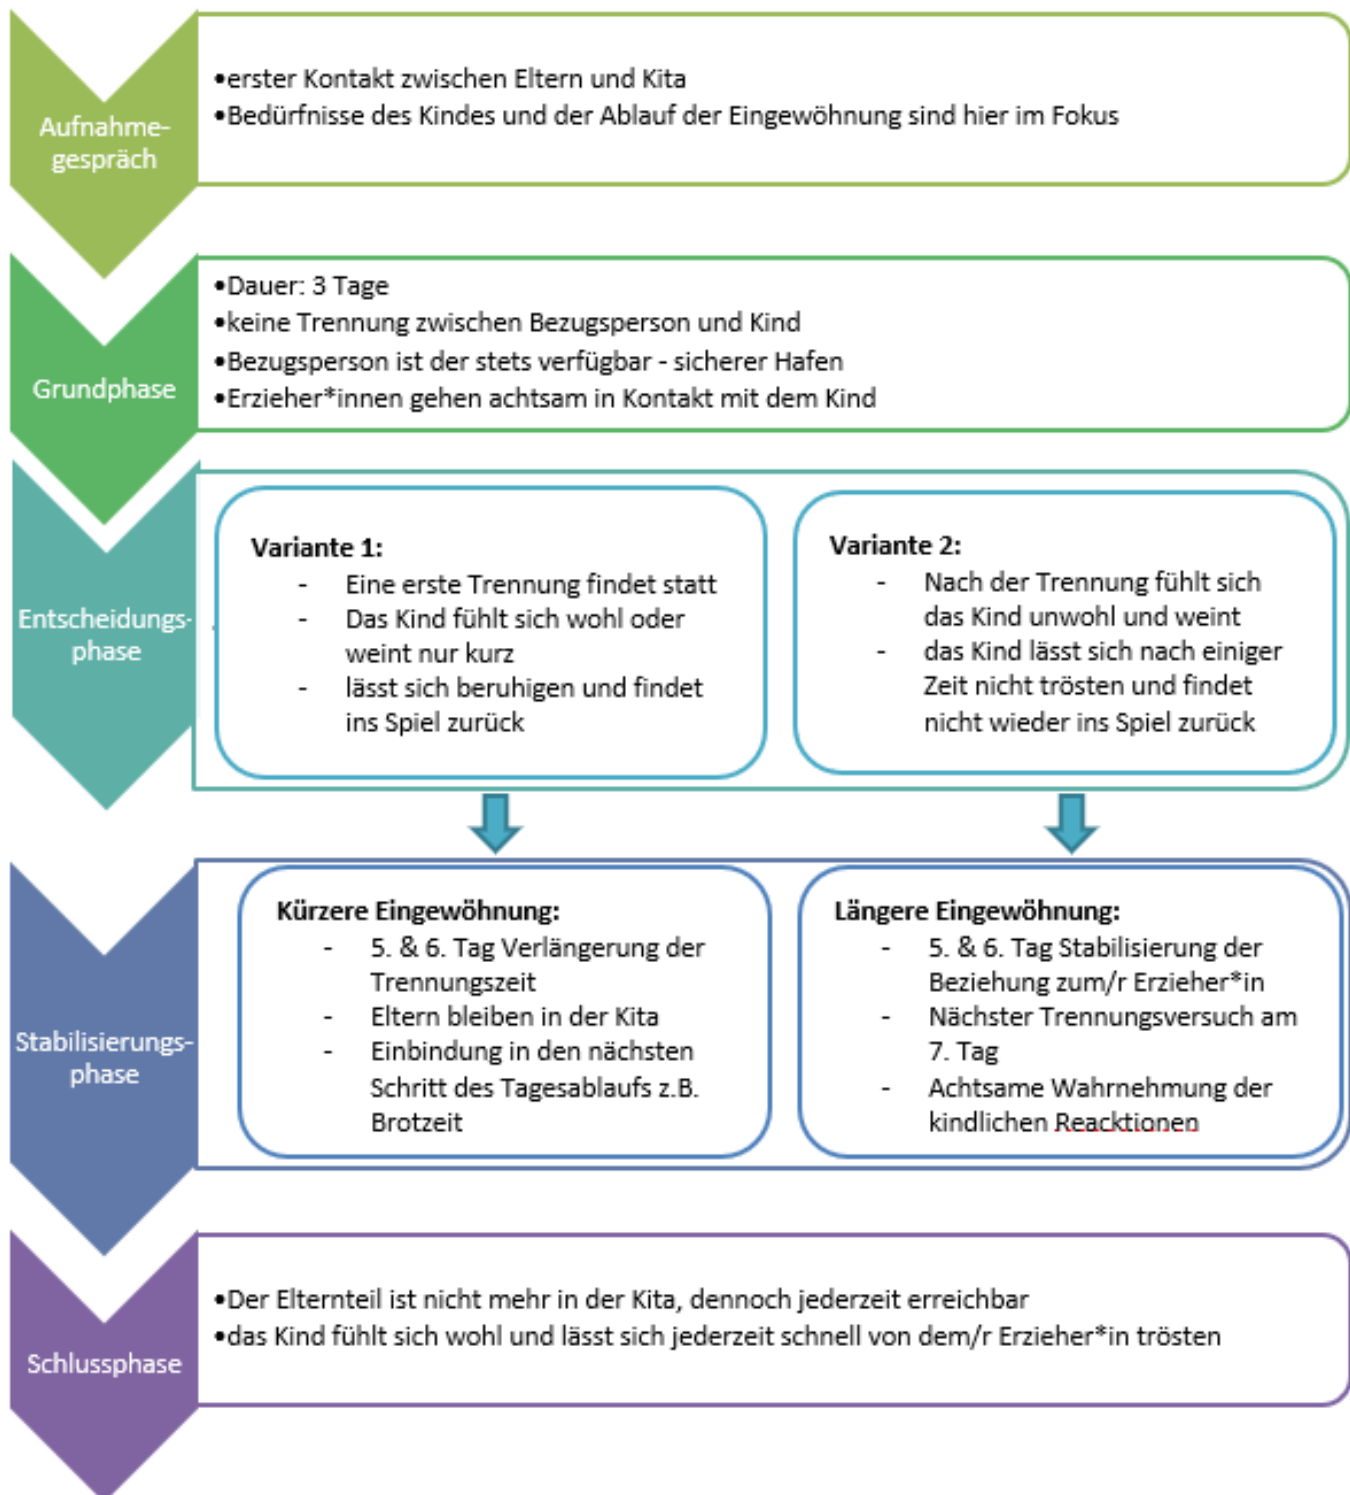 Aufnahme-
gespräch
•erster Kontakt zwischen Eltern und Kita
•Bedürfnisse des Kindes und der Ablauf der Eingewöhnung sind hier im Fokus
Grundphase
•Dauer: 3 Tage
•keine Trennung zwischen Bezugsperson und Kind
•Bezugsperson ist der stets verfügbar - sicherer Hafen
•Erzieher*innen gehen achtsam in Kontakt mit dem Kind
Entscheidungs-
phase
Variante 1:
- Eine erste Trennung findet statt
- Das Kind fühlt sich wohl oder
weint nur kurz
- lässt sich beruhigen und findet
ins Spiel zurück
Variante 2:
- Nach der Trennung fühlt sich
das Kind unwohl und weint
- das Kind lässt sich nach einiger
Zeit nicht trösten und findet
nicht wieder ins Spiel zurück
Stabilisierungs-
phase
Kürzere Eingewöhnung:
- 5. & 6. Tag Verlängerung der
Trennungszeit
- Eltern bleiben in der Kita
- Einbindung in den nächsten
Schritt des Tagesablaufs z.B.
Brotzeit
Längere Eingewöhnung:
- 5. & 6. Tag Stabilisierung der
Beziehung zum/r Erzieher*in
- Nächster Trennungsversuch am
7. Tag
- Achtsame Wahrnehmung der
kindlichen Reacktionen
Schlussphase
•Der Elternteil ist nicht mehr in der Kita, dennoch jederzeit erreichbar
•das Kind fühlt sich wohl und lässt sich jederzeit schnell von dem/r Erzieher*in trösten